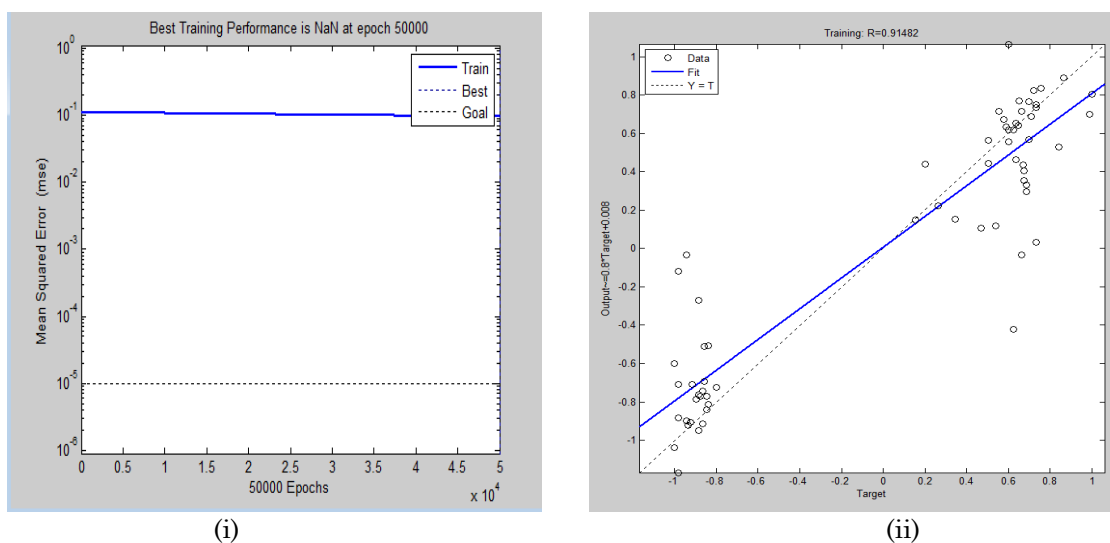 Best Training Performance is NaN at epoch 50000
Mean Squared Error (mse)
10^0
10^-1
10^-2
10^-3
10^-4
10^-5
10^-6
Train
Best
Goal
0 0.5 1 1.5 2 2.5 3 3.5 4 4.5 5
x 10^4
50000 Epochs
(i)
Training: R=0.91482
Output~=0.8*Target+0.008
Data
Fit
Y = T
1
0.8
0.6
0.4
0.2
0
-0.2
-0.4
-0.6
-0.8
-1
-1 -0.8 -0.6 -0.4 -0.2 0 0.2 0.4 0.6 0.8 1
Target
(ii)